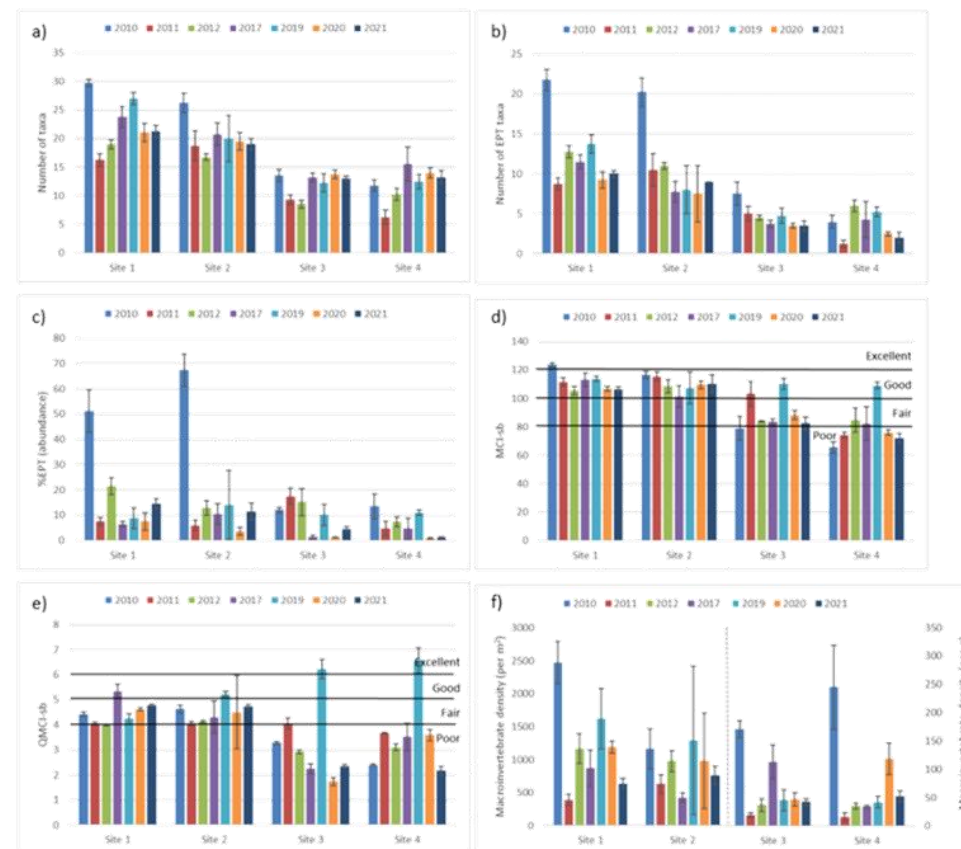 a)
2010 2011 2012 2017 2019 2020 2021
Number of taxa
35
30
25
20
15
10
5
0
Site 1 Site 2 Site 3 Site 4
b)
2010 2011 2012 2017 2019 2020 2021
Number of EPT taxa
25
20
15
10
5
0
Site 1 Site 2 Site 3 Site 4
c)
2010 2011 2012 2017 2019 2020 2021
%EPT (abundance)
80
70
60
50
40
30
20
10
0
Site 1 Site 2 Site 3 Site 4
d)
2010 2011 2012 2017 2019 2020 2021
MCI-sb
140
120
100
80
60
40
20
0
Excellent
Good
Fair
Poor
Site 1 Site 2 Site 3 Site 4
e)
2010 2011 2012 2017 2019 2020 2021
QMCI-sb
8
7
6
5
4
3
2
1
0
Excellent
Good
Fair
Poor
Site 1 Site 2 Site 3 Site 4
f)
2010 2011 2012 2017 2019 2020 2021
Macroinvertebrate density (per m²)
3000
2500
2000
1500
1000
500
0
350
300
250
200
150
100
50
0
Site 1 Site 2 Site 3 Site 4